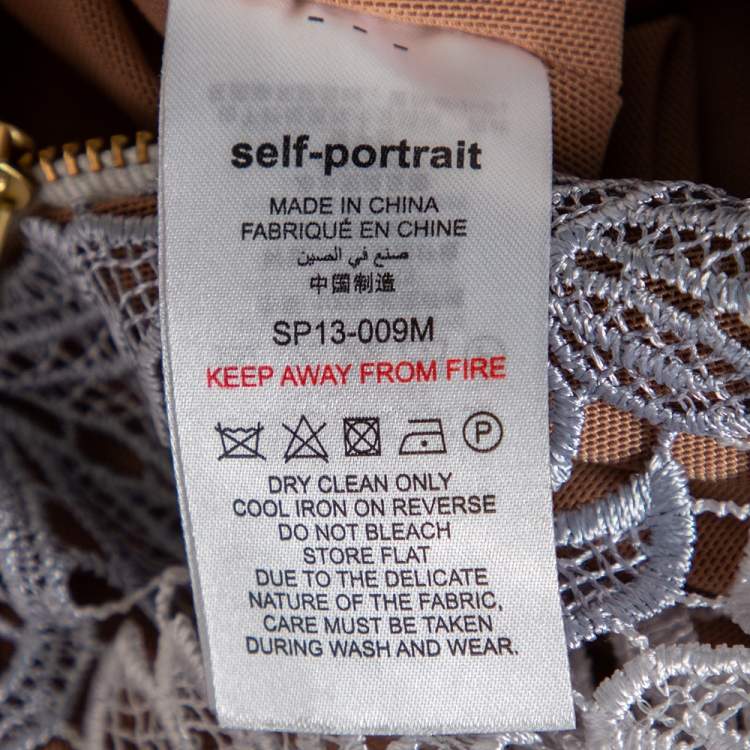 self-portrait
MADE IN CHINA
FABRIQUÉ EN CHINE
صنع في الصين
中国制造
SP13-009M
KEEP AWAY FROM FIRE
P
DRY CLEAN ONLY
COOL IRON ON REVERSE
DO NOT BLEACH
STORE FLAT
DUE TO THE DELICATE
NATURE OF THE FABRIC,
CARE MUST BE TAKEN
DURING WASH AND WEAR.